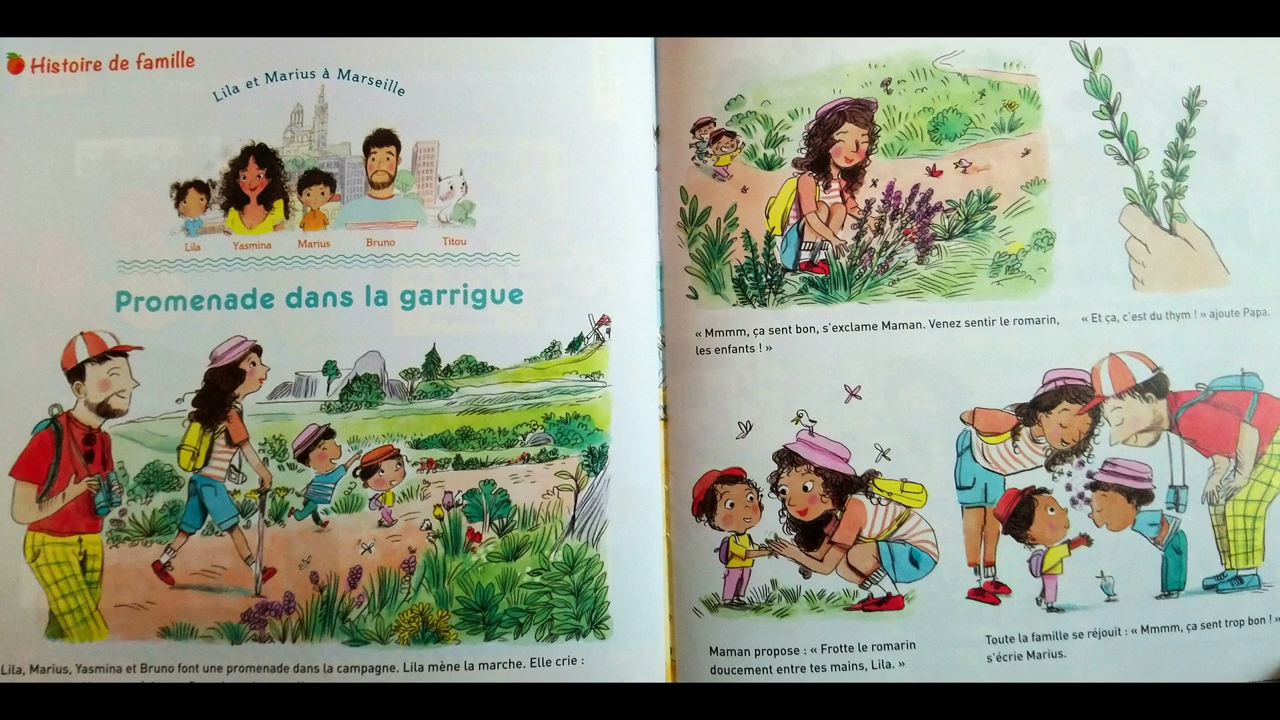 Histoire de famille
Lila et Marius à Marseille
Lila Yasmina Marius Bruno Titou
Promenade dans la garrigue
Lila, Marius, Yasmina et Bruno font une promenade dans la campagne. Lila mène la marche. Elle crie :
« Mmmm, ça sent bon, s'exclame Maman. Venez sentir le romarin,
les enfants ! »
« Et ça, c'est du thym ! » ajoute Papa.
Maman propose : « Frotte le romarin
doucement entre tes mains, Lila. »
Toute la famille se réjouit : « Mmmm, ça sent trop bon ! »
s'écrie Marius.